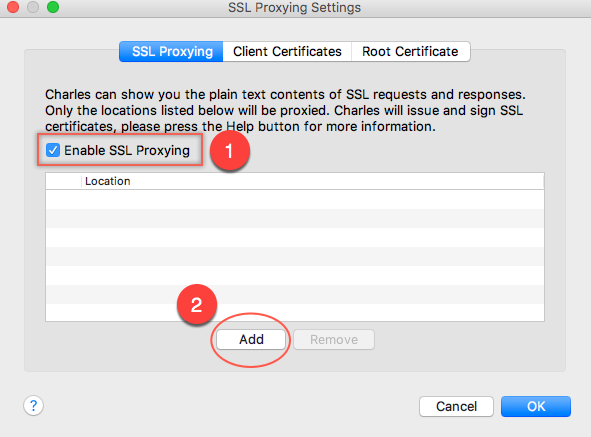 SSL Proxying Settings
SSL Proxying Client Certificates Root Certificate
Charles can show you the plain text contents of SSL requests and responses.
Only the locations listed below will be proxied. Charles will issue and sign SSL
certificates, please press the Help button for more information.
Enable SSL Proxying 1
Location
2
Add Remove
? Cancel OK